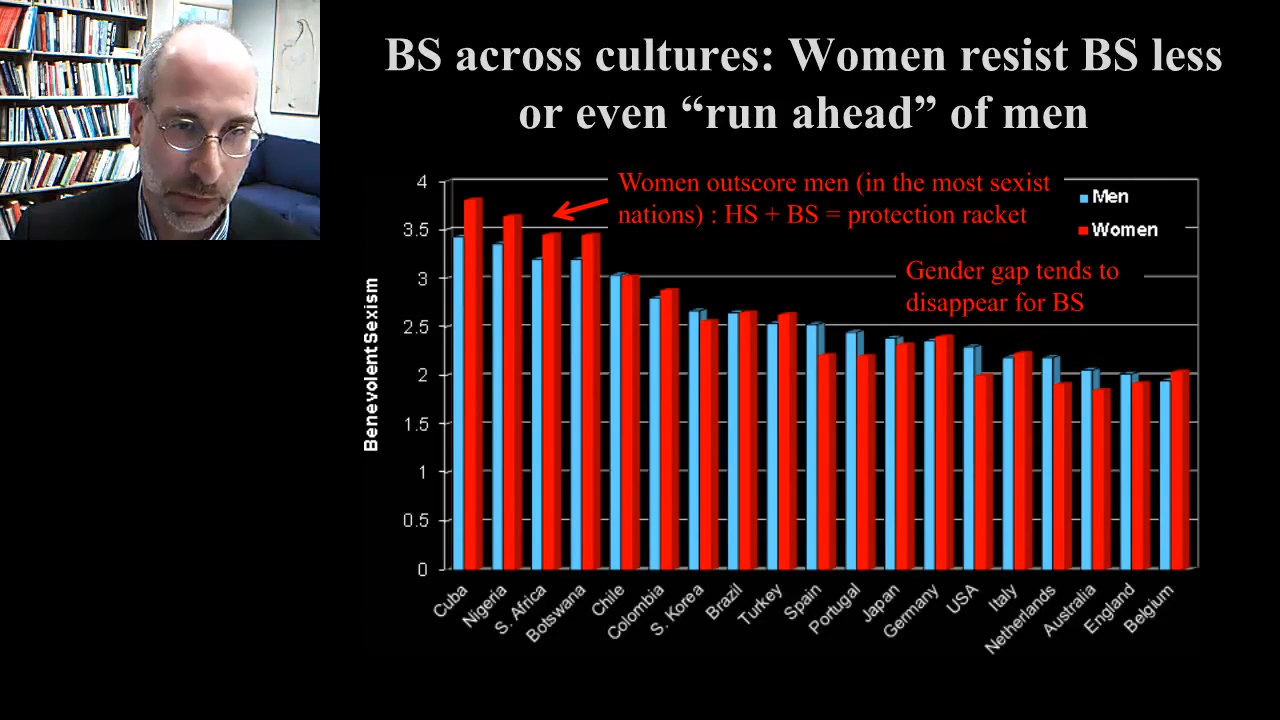 BS across cultures: Women resist BS less
or even “run ahead” of men
Women outscore men (in the most sexist
nations) : HS + BS = protection racket
Men
Women
Gender gap tends to
disappear for BS
Benevolent Sexism
4
3.5
3
2.5
2
1.5
1
0.5
0
Cuba
Nigeria
S. Africa
Botswana
Chile
Colombia
S. Korea
Brazil
Turkey
Spain
Portugal
Japan
Germany
USA
Italy
Netherlands
Australia
England
Belgium